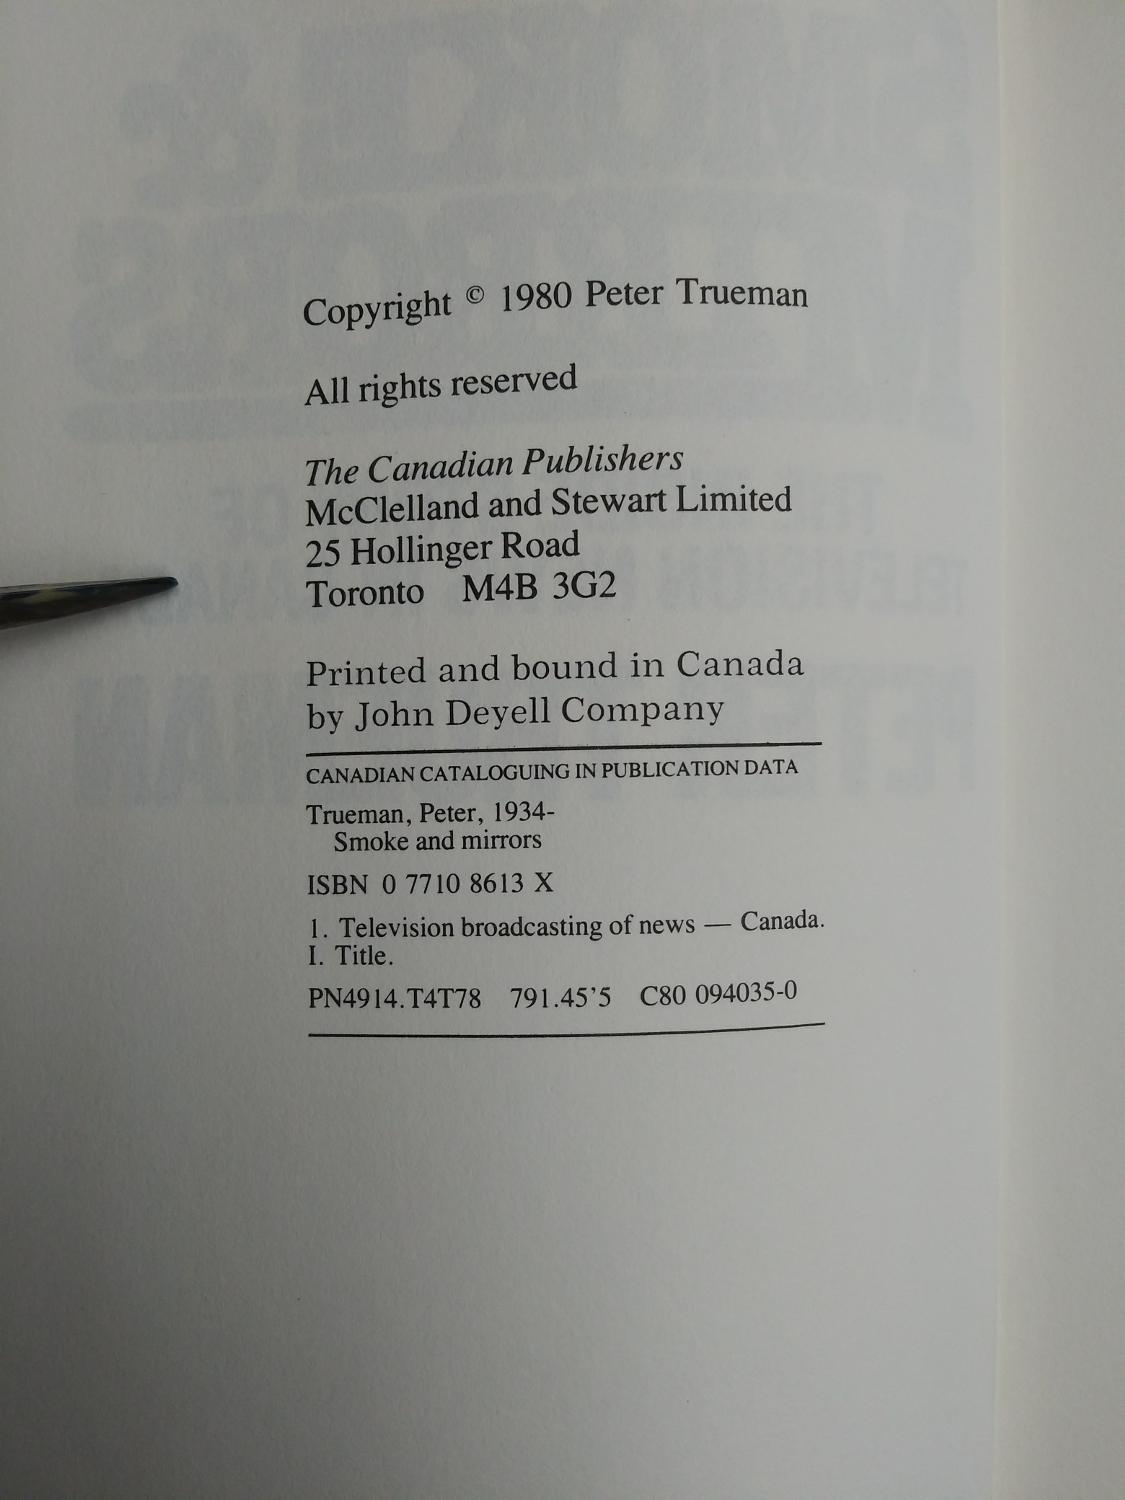 Copyright © 1980 Peter Trueman
All rights reserved
The Canadian Publishers
McClelland and Stewart Limited
25 Hollinger Road
Toronto M4B 3G2
Printed and bound in Canada
by John Deyell Company
CANADIAN CATALOGUING IN PUBLICATION DATA
Trueman, Peter, 1934-
Smoke and mirrors
ISBN 0 7710 8613 X
1. Television broadcasting of news — Canada.
I. Title.
PN4914.T4T78 791.45'5 C80 094035-0